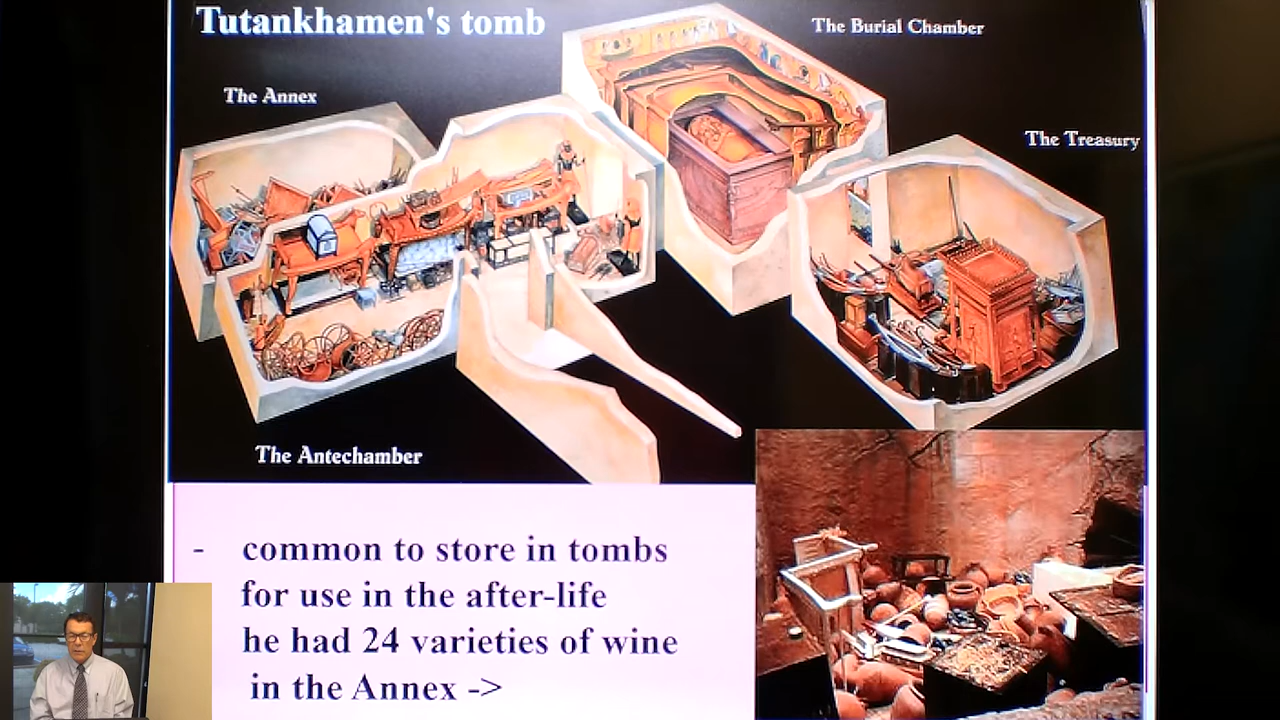 Tutankhamen's tomb
The Burial Chamber
The Annex
The Treasury
The Antechamber
- common to store in tombs
for use in the after-life
he had 24 varieties of wine
in the Annex ->